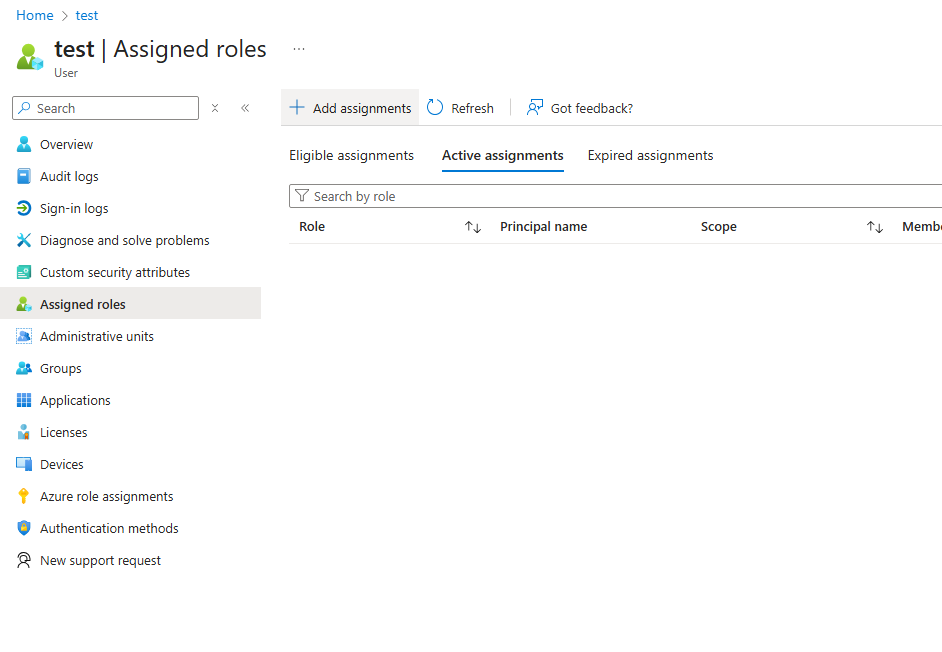 Home > test
test | Assigned roles ...
User
Search
Add assignments Refresh Got feedback?
Overview
Audit logs
Sign-in logs
Diagnose and solve problems
Custom security attributes
Assigned roles
Administrative units
Groups
Applications
Licenses
Devices
Azure role assignments
Authentication methods
New support request
Eligible assignments Active assignments Expired assignments
Search by role
Role Principal name Scope Membe